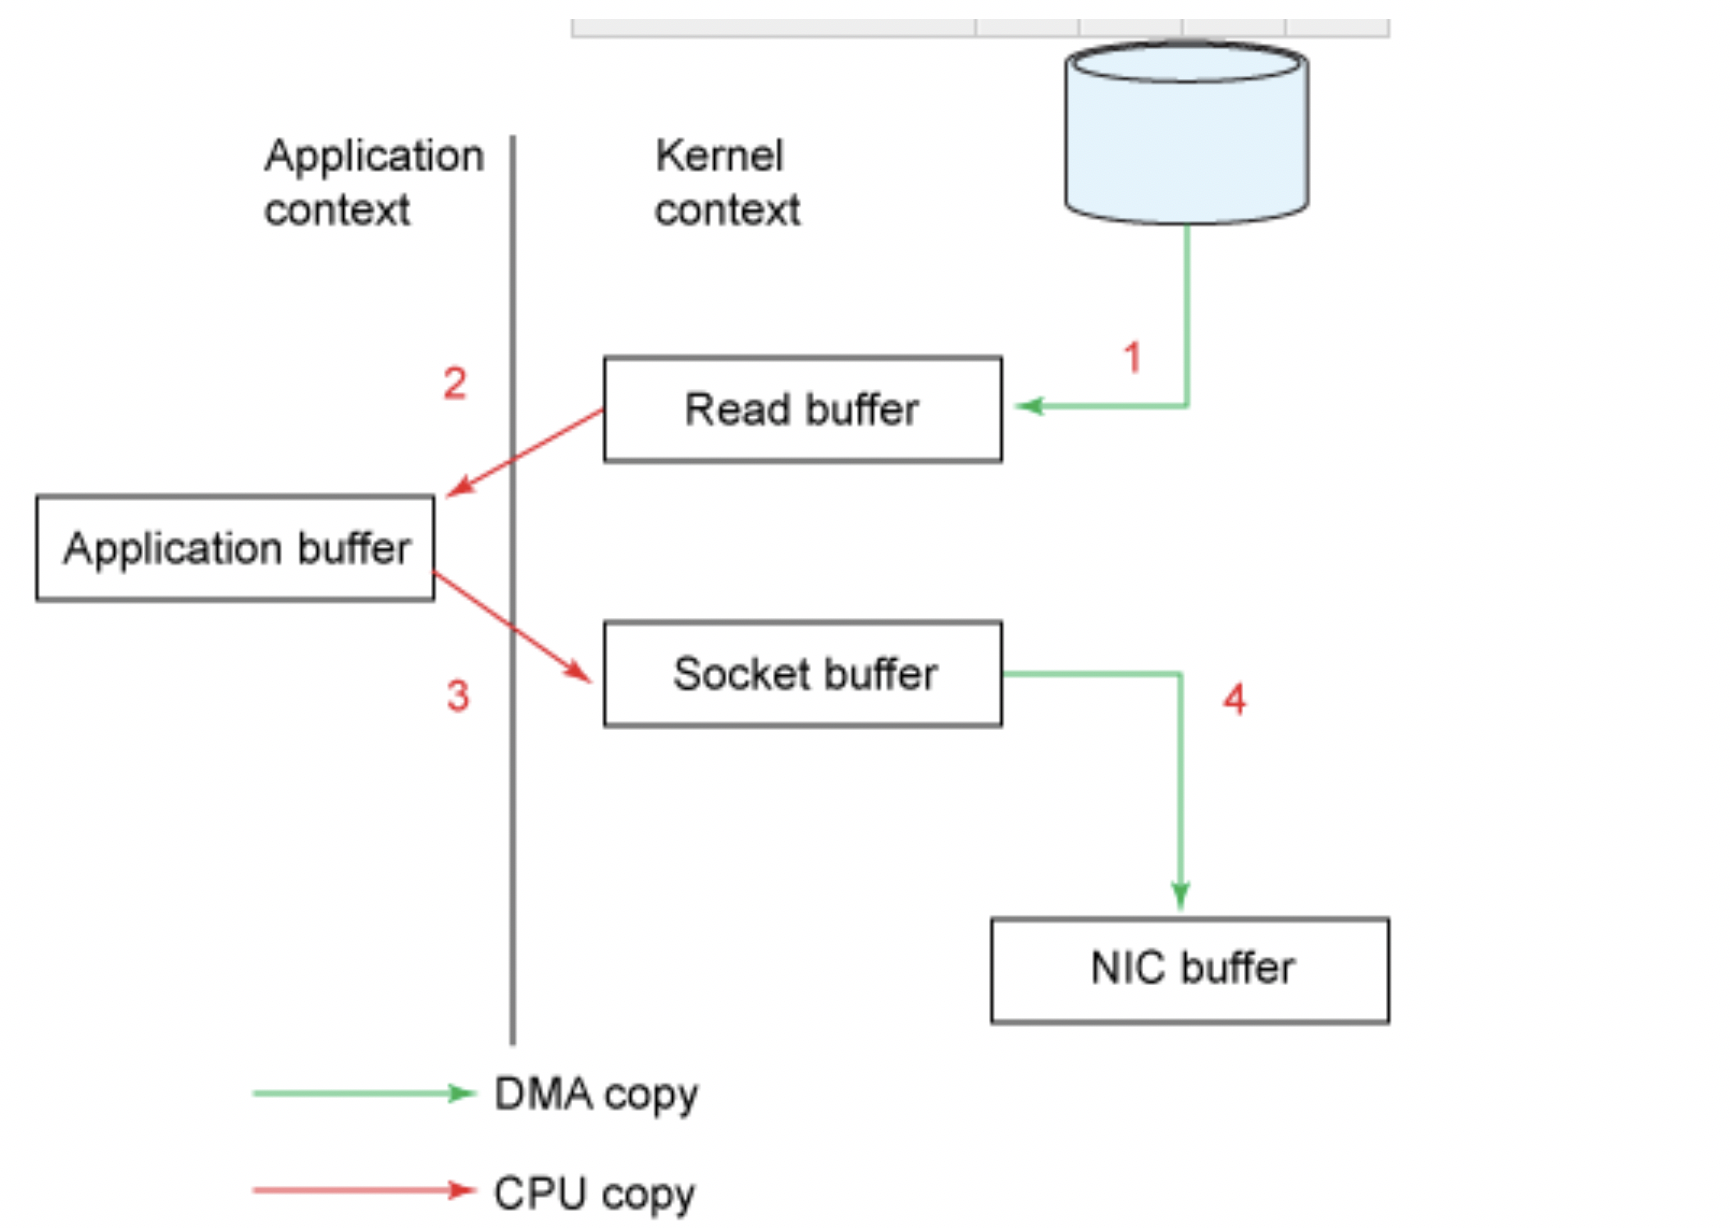 Application
context
Kernel
context
1
2
Read buffer
Application buffer
Socket buffer
3
4
NIC buffer
DMA copy
CPU copy